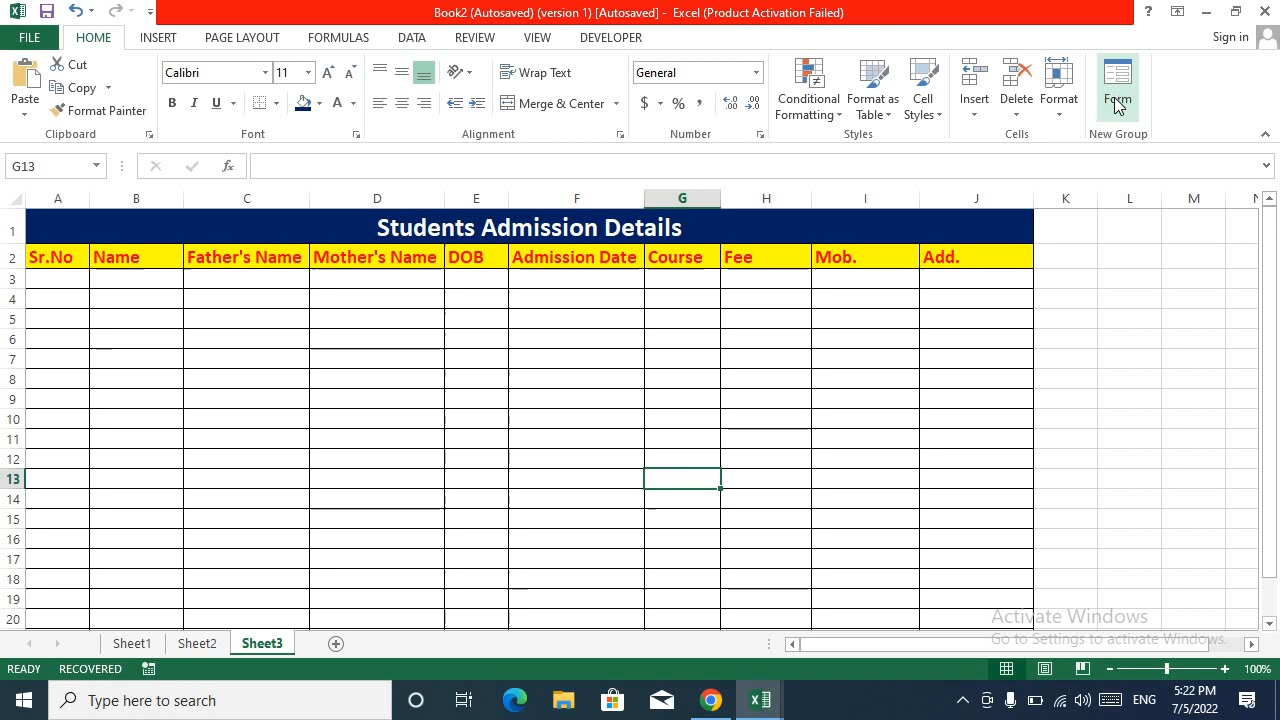 Book2 (Autosaved) (version 1) [Autosaved] - Excel (Product Activation Failed)
?
FILE HOME INSERT PAGE LAYOUT FORMULAS DATA REVIEW VIEW DEVELOPER Sign in
Paste
Cut
Copy
Format Painter
Clipboard
Calibri 11
B I U A
Font
Wrap Text
Merge & Center
Alignment
General
$ % ,
Number
Conditional Formatting
Format as Table
Cell Styles
Styles
Insert Delete Format
Cells
Form
New Group
G13 fx
A B C D E F G H I J K L M N
1 Students Admission Details
2 Sr.No Name Father's Name Mother's Name DOB Admission Date Course Fee Mob. Add.
3
4
5
6
7
8
9
10
11
12
13
14
15
16
17
18
19
20
Activate Windows
Go to Settings to activate Windows.
Sheet1 Sheet2 Sheet3
READY RECOVERED 100%
Type here to search
ENG
5:22 PM
7/5/2022